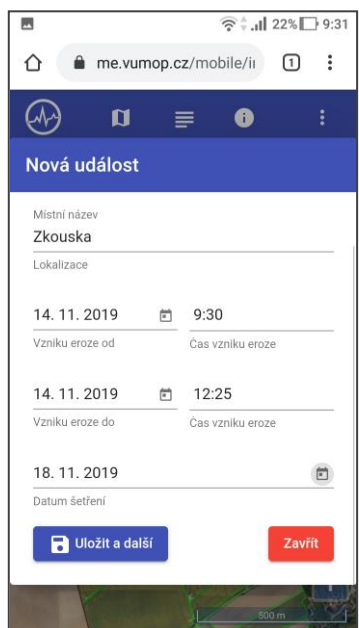 22% 9:31
me.vumop.cz/mobile/ii 1
Nová událost
Místní název
Zkouska
Lokalizace
14. 11. 2019 9:30
Vzniku eroze od Čas vzniku eroze
14. 11. 2019 12:25
Vzniku eroze do Čas vzniku eroze
18. 11. 2019
Datum šetření
Uložit a další Zavřít
500 m